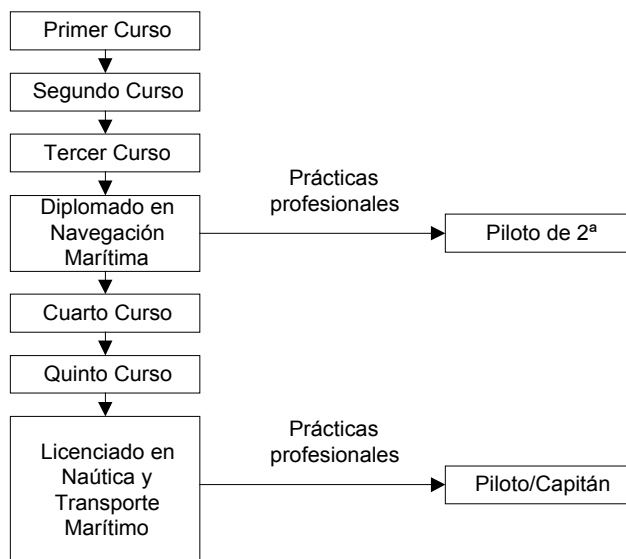 Primer Curso
Segundo Curso
Tercer Curso
Prácticas
profesionales
Diplomado en
Navegación
Marítima
Piloto de 2ª
Cuarto Curso
Quinto Curso
Prácticas
profesionales
Licenciado en
Naútica y
Transporte
Marítimo
Piloto/Capitán